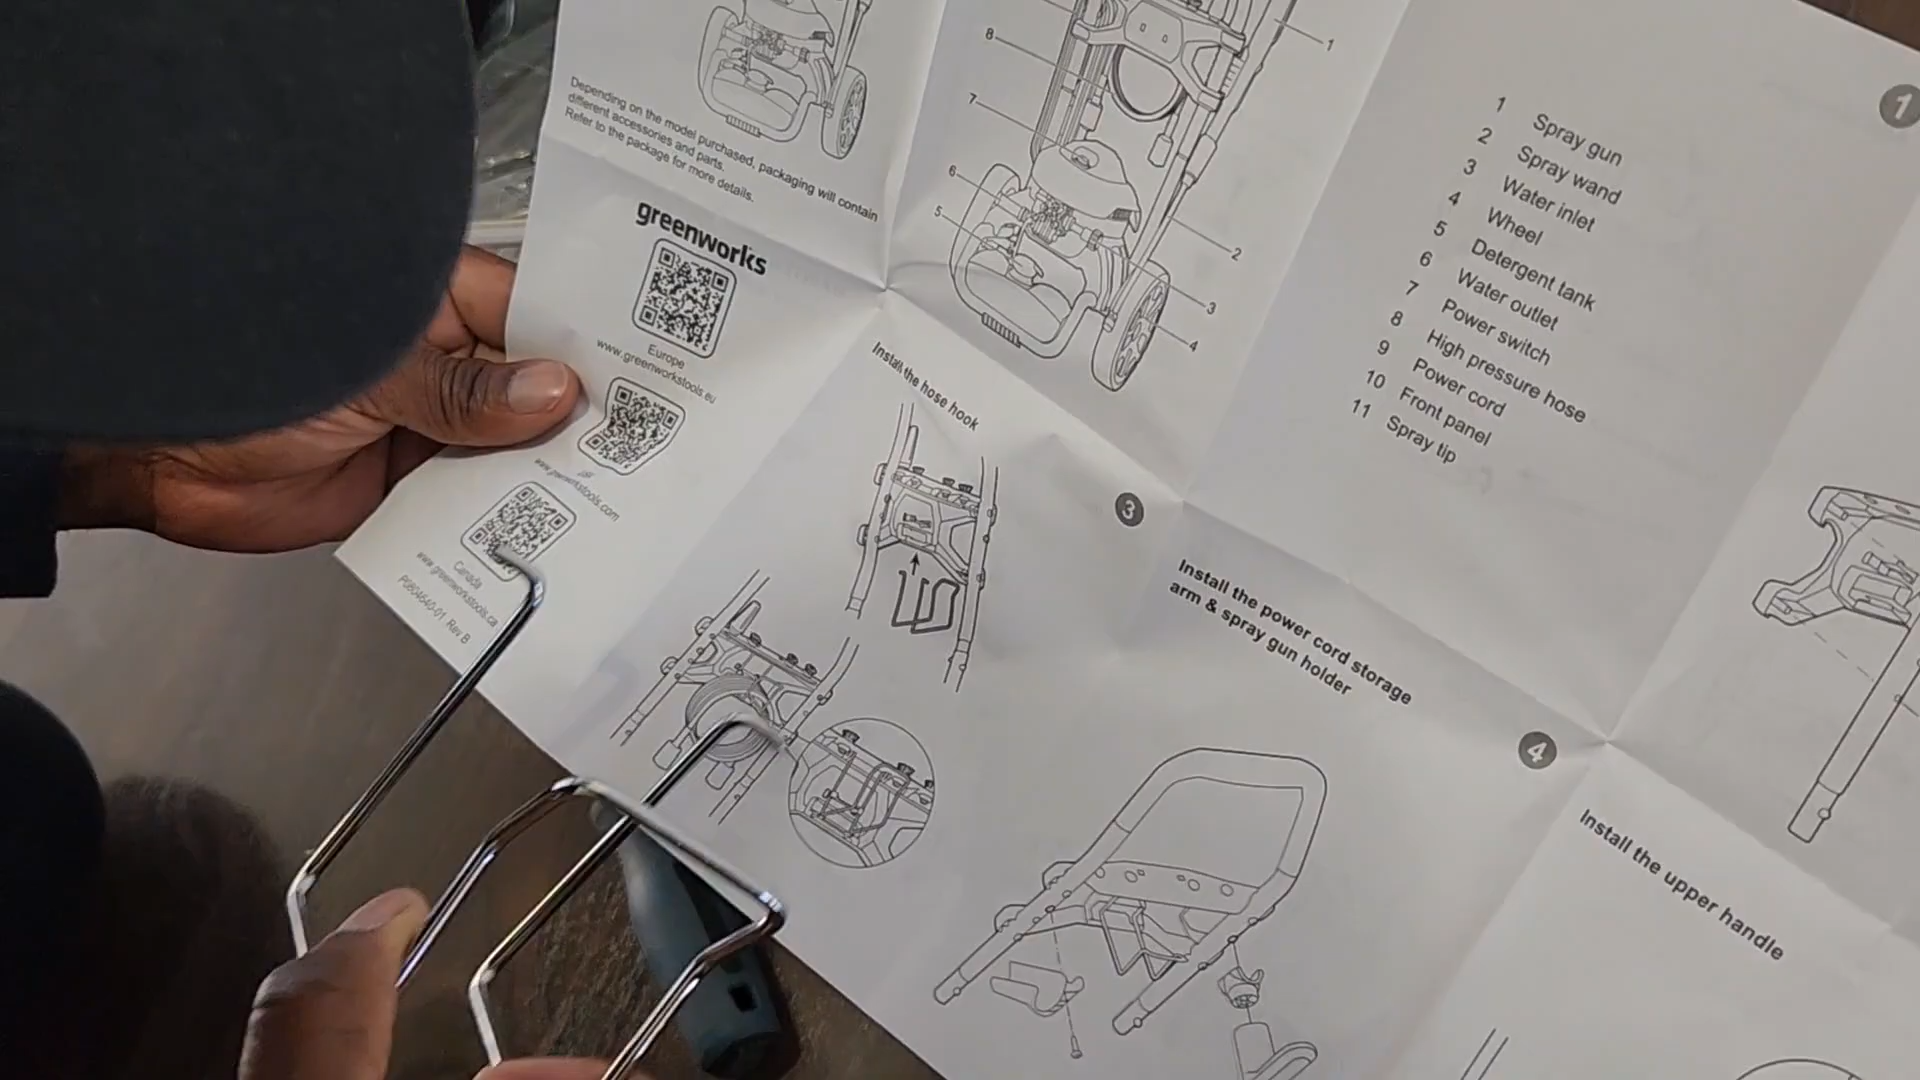 Depending on the model purchased, packaging will contain
different accessories and parts.
Refer to the package for more details.
greenworks
Europe
www.greenworkstools.eu
www.greenworkstools.com
Canada
www.greenworkstools.ca
P0804640-01 Rev B
8
7
6
5
1
2
3
4
1
1 Spray gun
2 Spray wand
3 Water inlet
4 Wheel
5 Detergent tank
6 Water outlet
7 Power switch
8 High pressure hose
9 Power cord
10 Front panel
11 Spray tip
Install the hose hook
3
Install the power cord storage
arm & spray gun holder
4
Install the upper handle